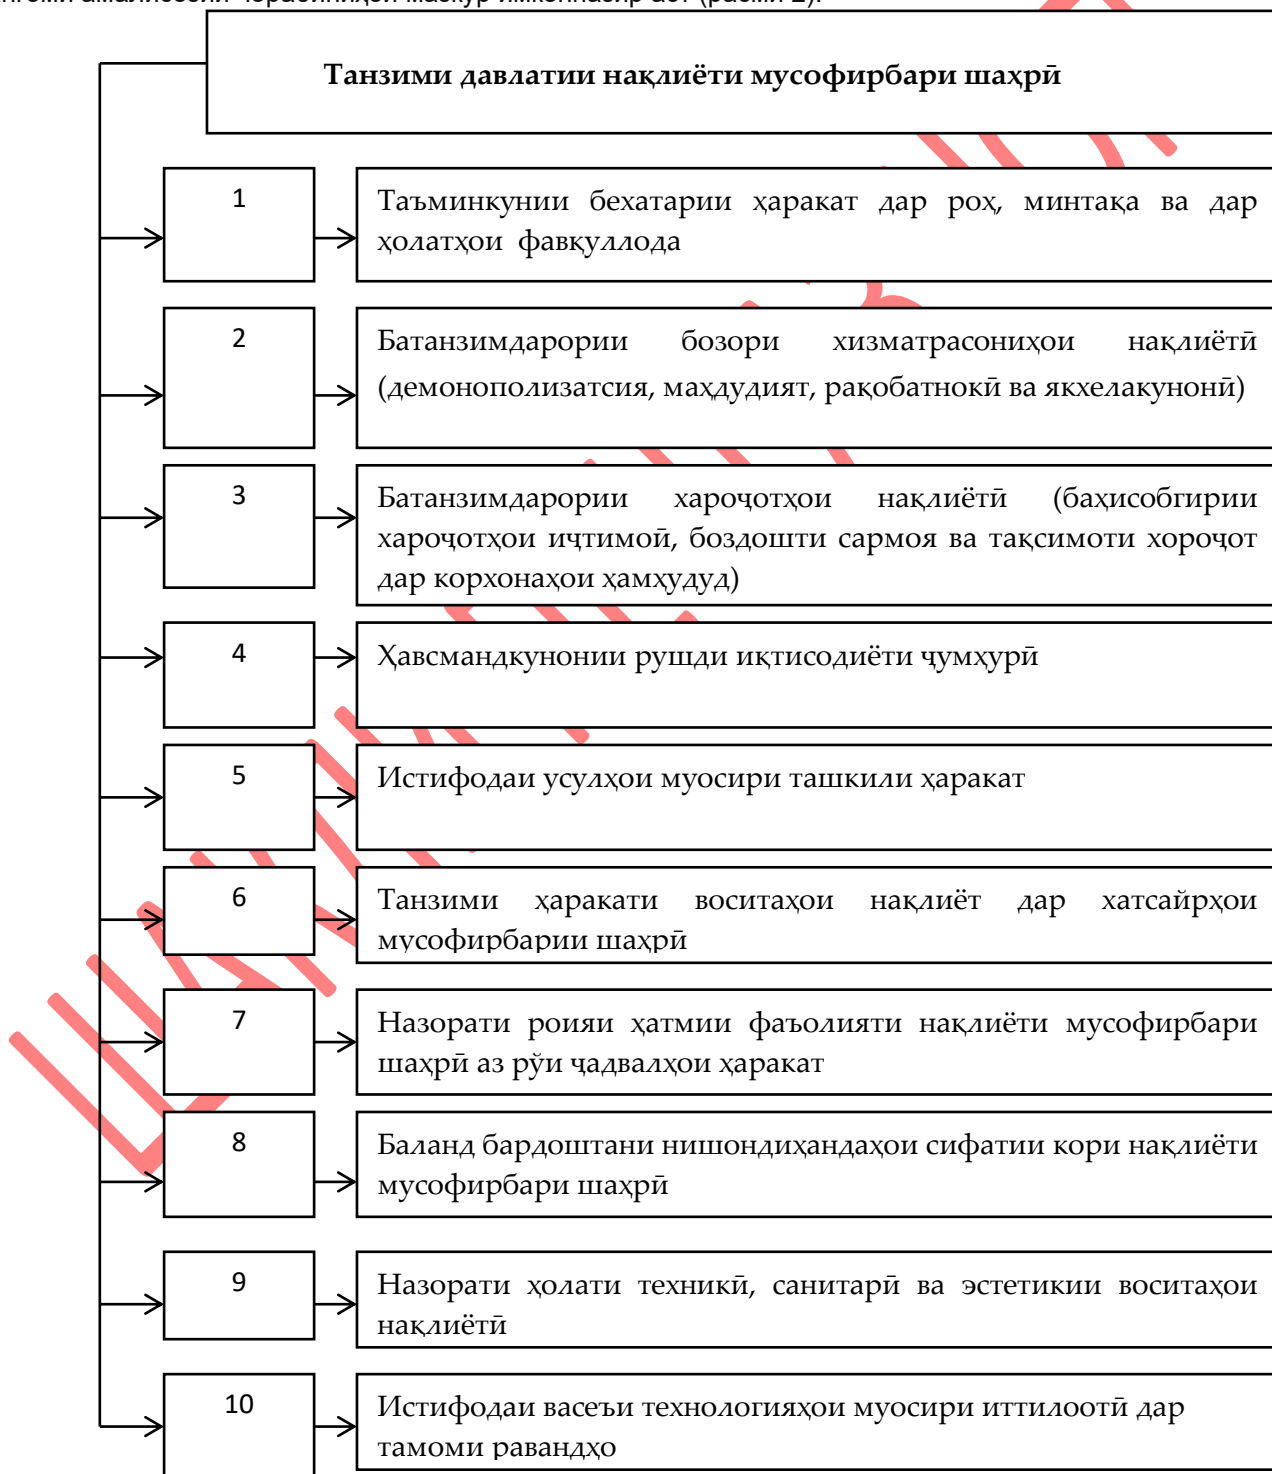 Танзими давлатии нақлиёти мусофирбари шаҳрӣ
1
Таъминкунии бехатарии ҳаракат дар роҳ, минтақа ва дар
ҳолатҳои фавқуллода
2
Батанзимдарории бозори хизматрасониҳои нақлиётӣ
(демонополизатсия, маҳдудият, рақобатнокӣ ва якхелакунонӣ)
3
Батанзимдарории хароҷотҳои нақлиётӣ (баҳисобгирии
хароҷотҳои иҷтимоӣ, боздошти сармоя ва тақсимоти хороҷот
дар корхонаҳои ҳамҳудуд)
4
Ҳавсмандкунонии рушди иқтисодиёти ҷумҳурӣ
5
Истифодаи усулҳои муосири ташкили ҳаракат
6
Танзими ҳаракати воситаҳои нақлиёт дар хатсайрҳои
мусофирбарии шаҳрӣ
7
Назорати роияи ҳатмии фаъолияти нақлиёти мусофирбари
шаҳрӣ аз рӯи ҷадвалҳои ҳаракат
8
Баланд бардоштани нишондиҳандаҳои сифатии кори нақлиёти
мусофирбари шаҳрӣ
9
Назорати ҳолати техникӣ, санитарӣ ва эстетикии воситаҳои
нақлиётӣ
10
Истифодаи васеъи технологияҳои муосири иттилоотӣ дар
тамоми равандҳо